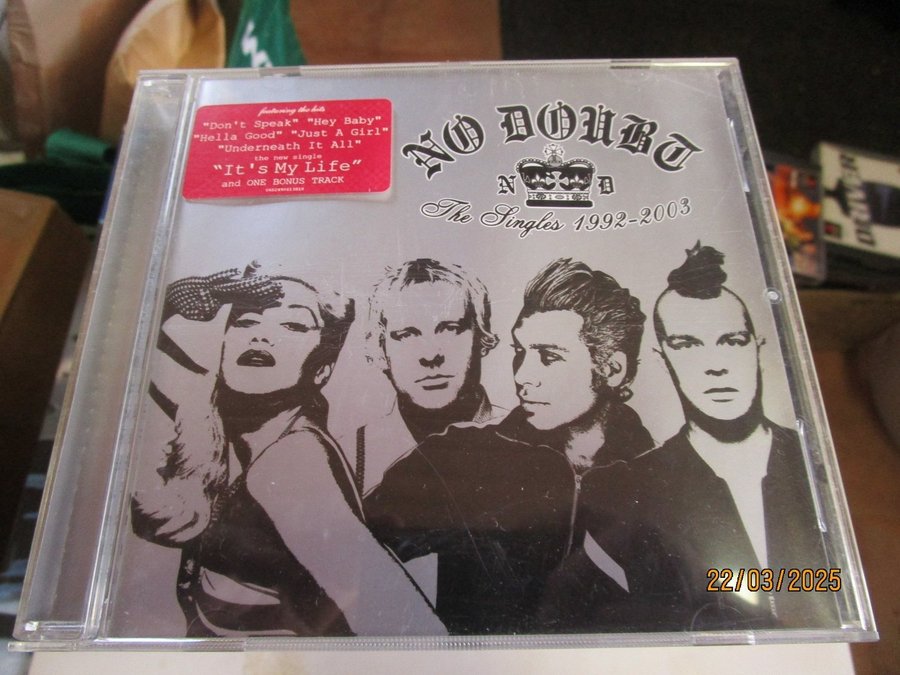 featuring the hits
"Don't Speak" "Hey Baby"
"Hella Good" "Just A Girl"
"Underneath It All"
the new single
"It's My Life"
and ONE BONUS TRACK
NO DOUBT
N D
The Singles 1992-2003
DRIVER
22/03/2025